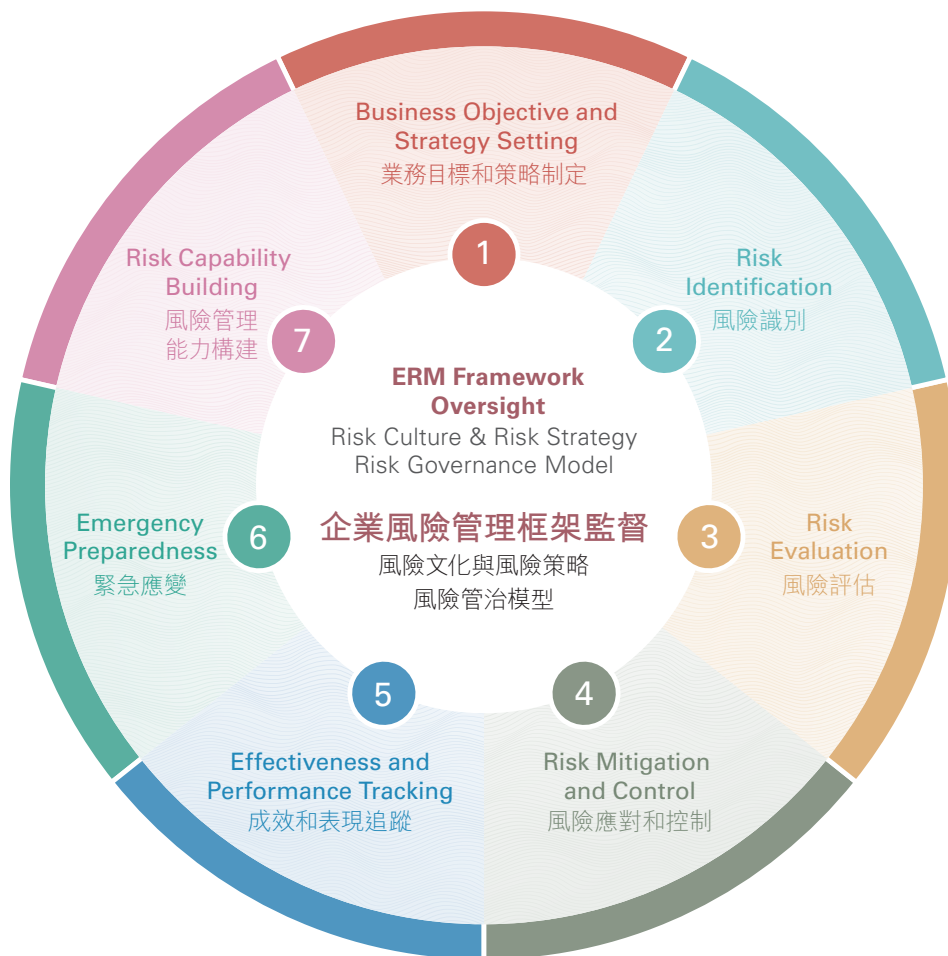 Business Objective and
Strategy Setting
業務目標和策略制定
1
Risk
Identification
風險識別
2
Risk
Evaluation
風險評估
3
Risk Mitigation
and Control
風險應對和控制
4
Effectiveness and
Performance Tracking
成效和表現追蹤
5
Emergency
Preparedness
緊急應變
6
Risk Capability
Building
風險管理
能力構建
7
ERM Framework
Oversight
Risk Culture & Risk Strategy
Risk Governance Model
企業風險管理框架監督
風險文化與風險策略
風險管治模型